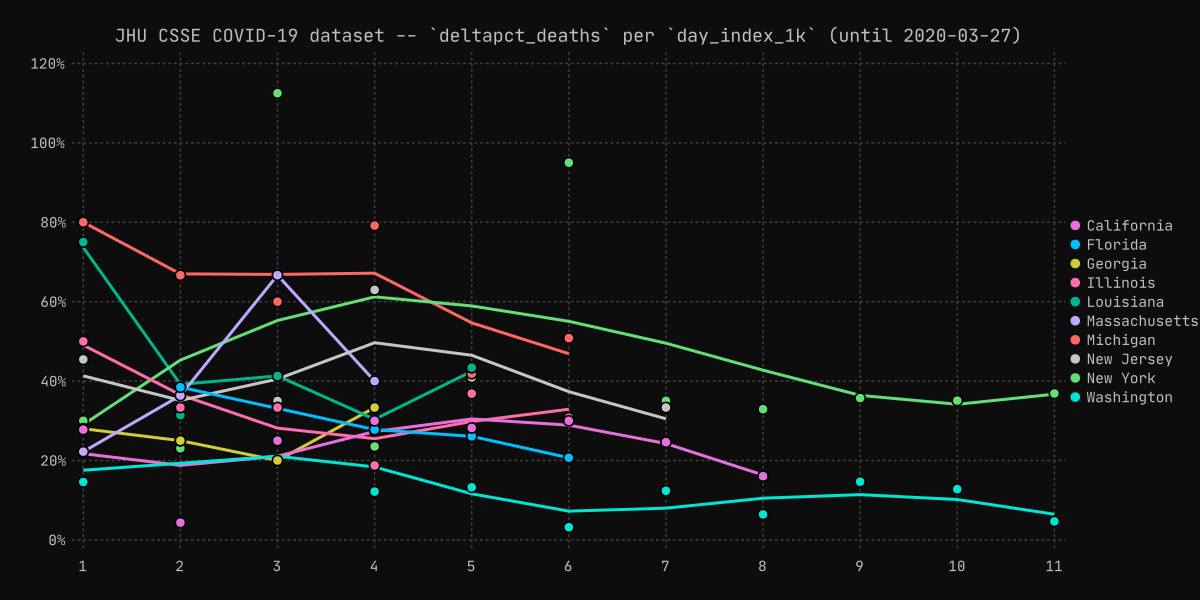 JHU CSSE COVID-19 dataset -- `deltapct_deaths` per `day_index_1k` (until 2020-03-27)
120%
100%
80%
60%
40%
20%
0%
1 2 3 4 5 6 7 8 9 10 11
California
Florida
Georgia
Illinois
Louisiana
Massachusetts
Michigan
New Jersey
New York
Washington